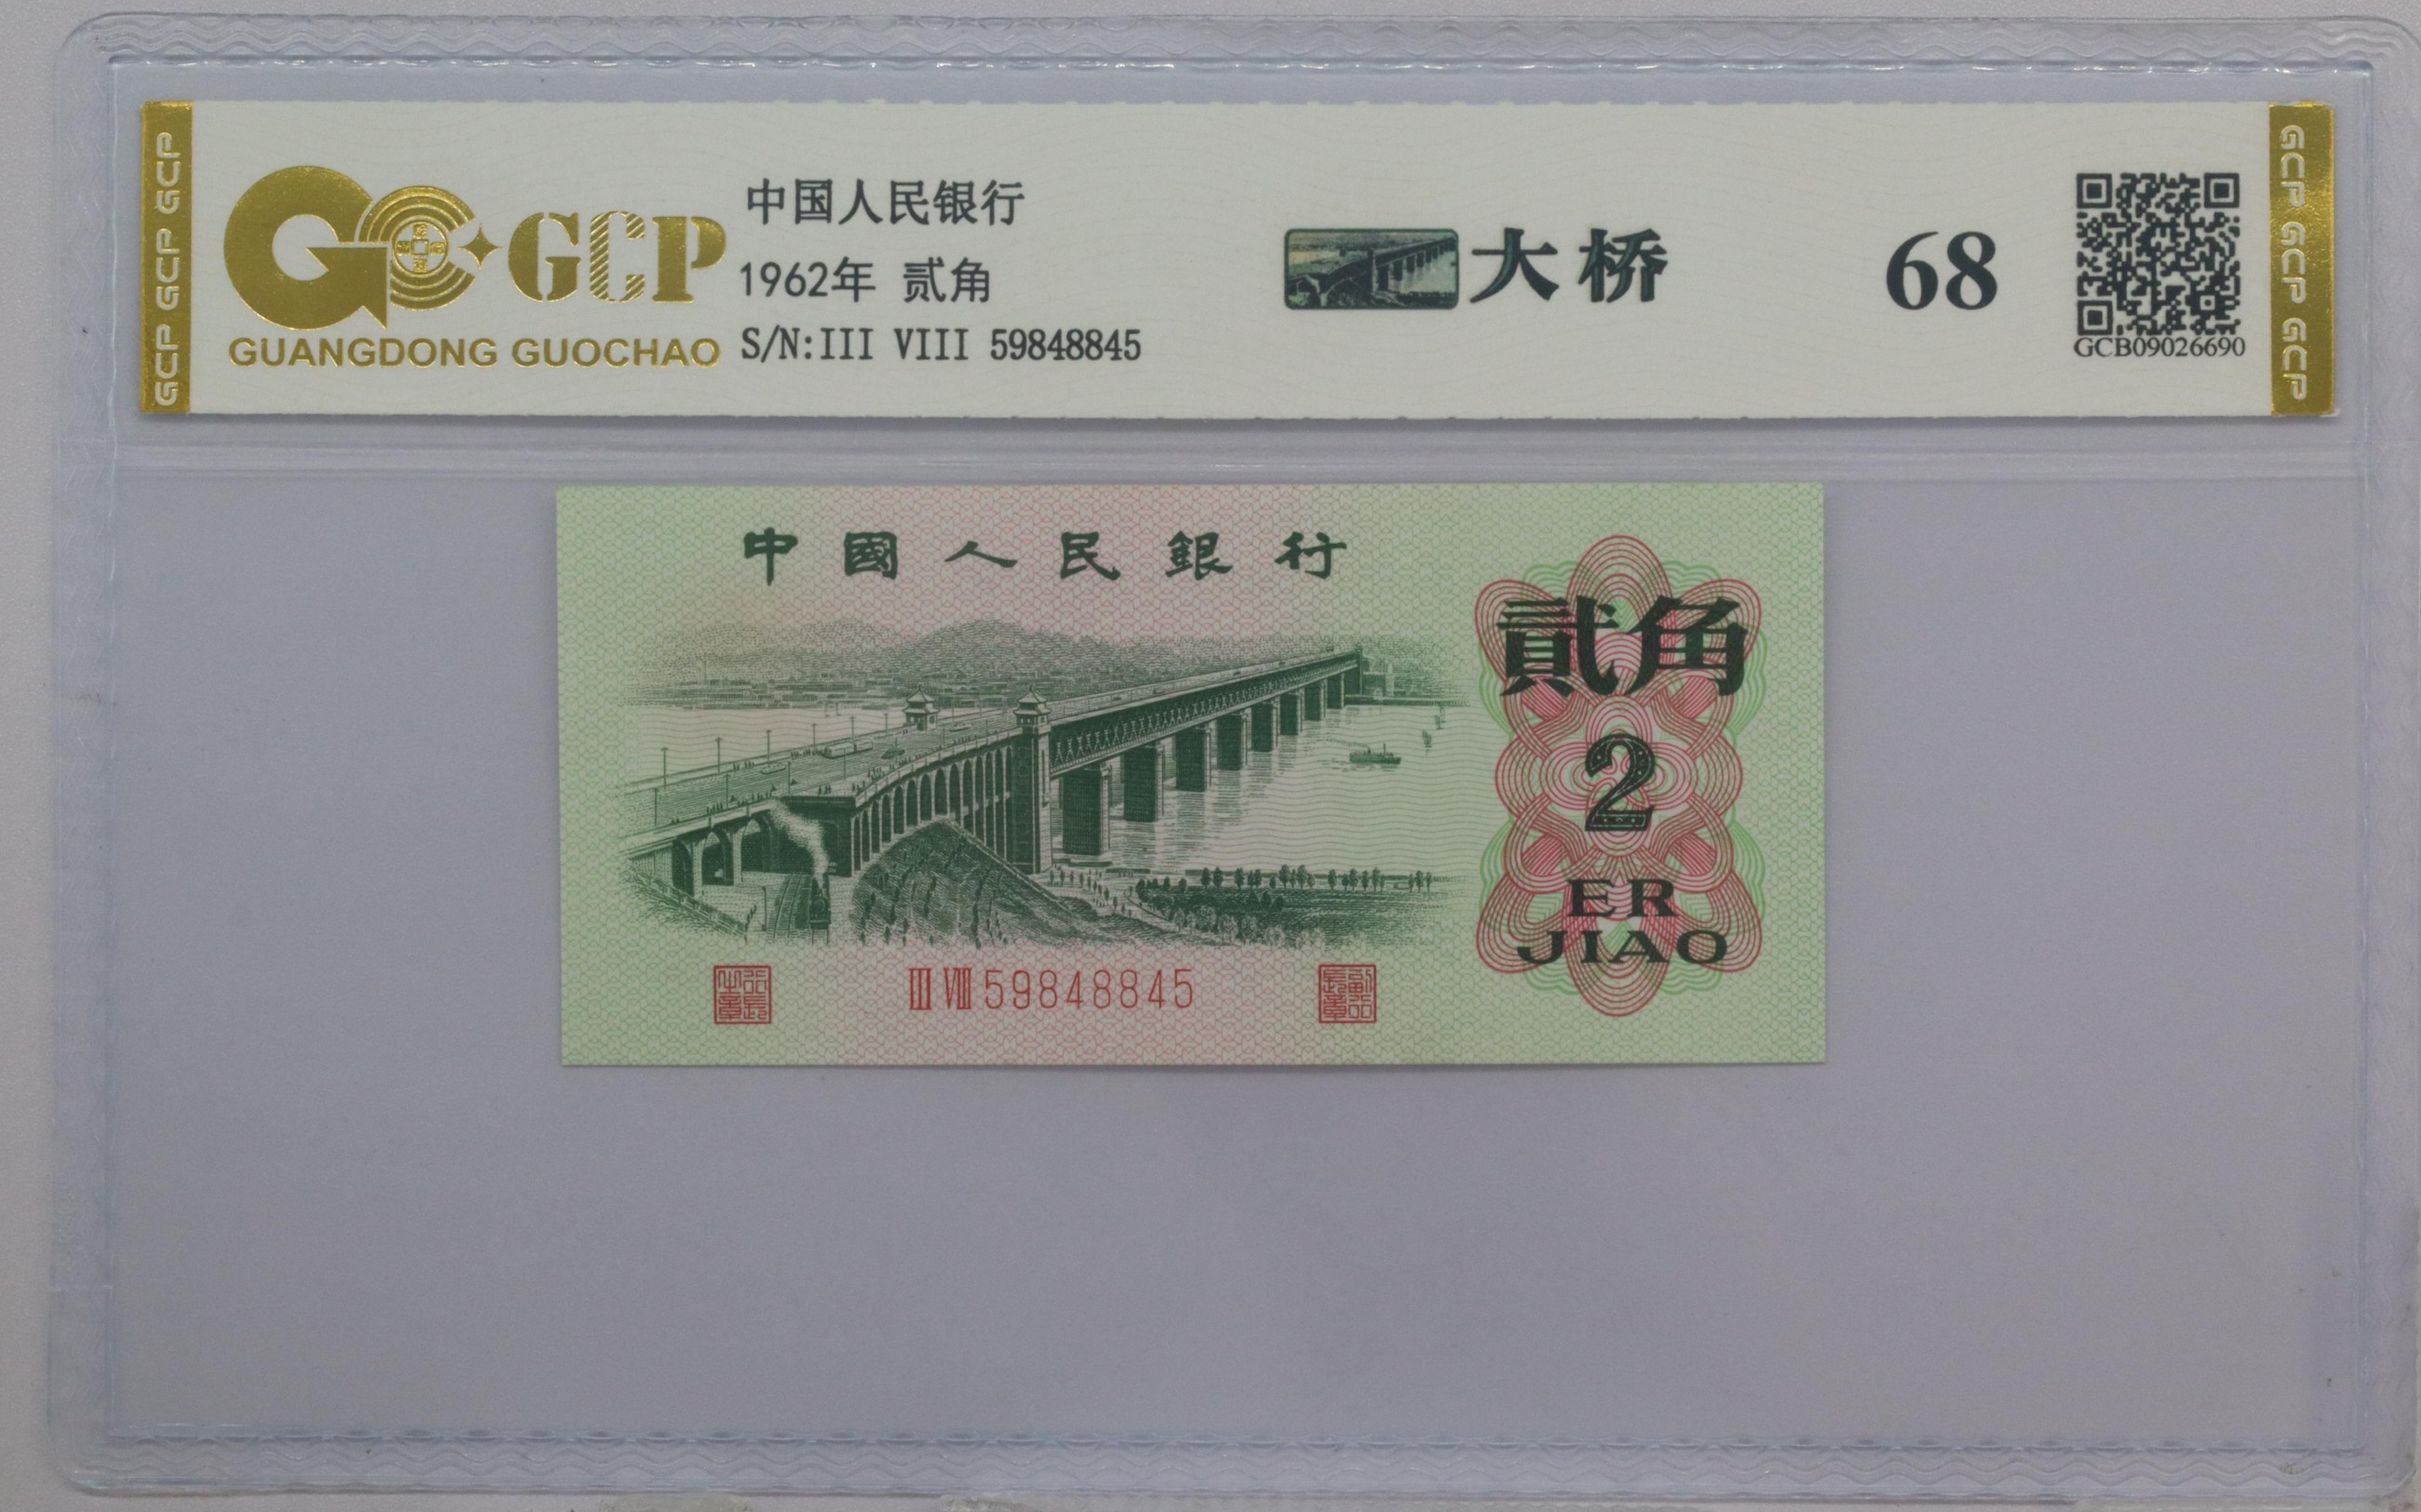 GCP GCP GCP
GCP
GUANGDONG GUOCHAO
中国人民银行
1962年 贰角
S/N:III VIII 59848845
大桥
68
GCB09026690
GCP GCP GCP
中國人民銀行
貳角
2
ER
JIAO
III VIII 59848845